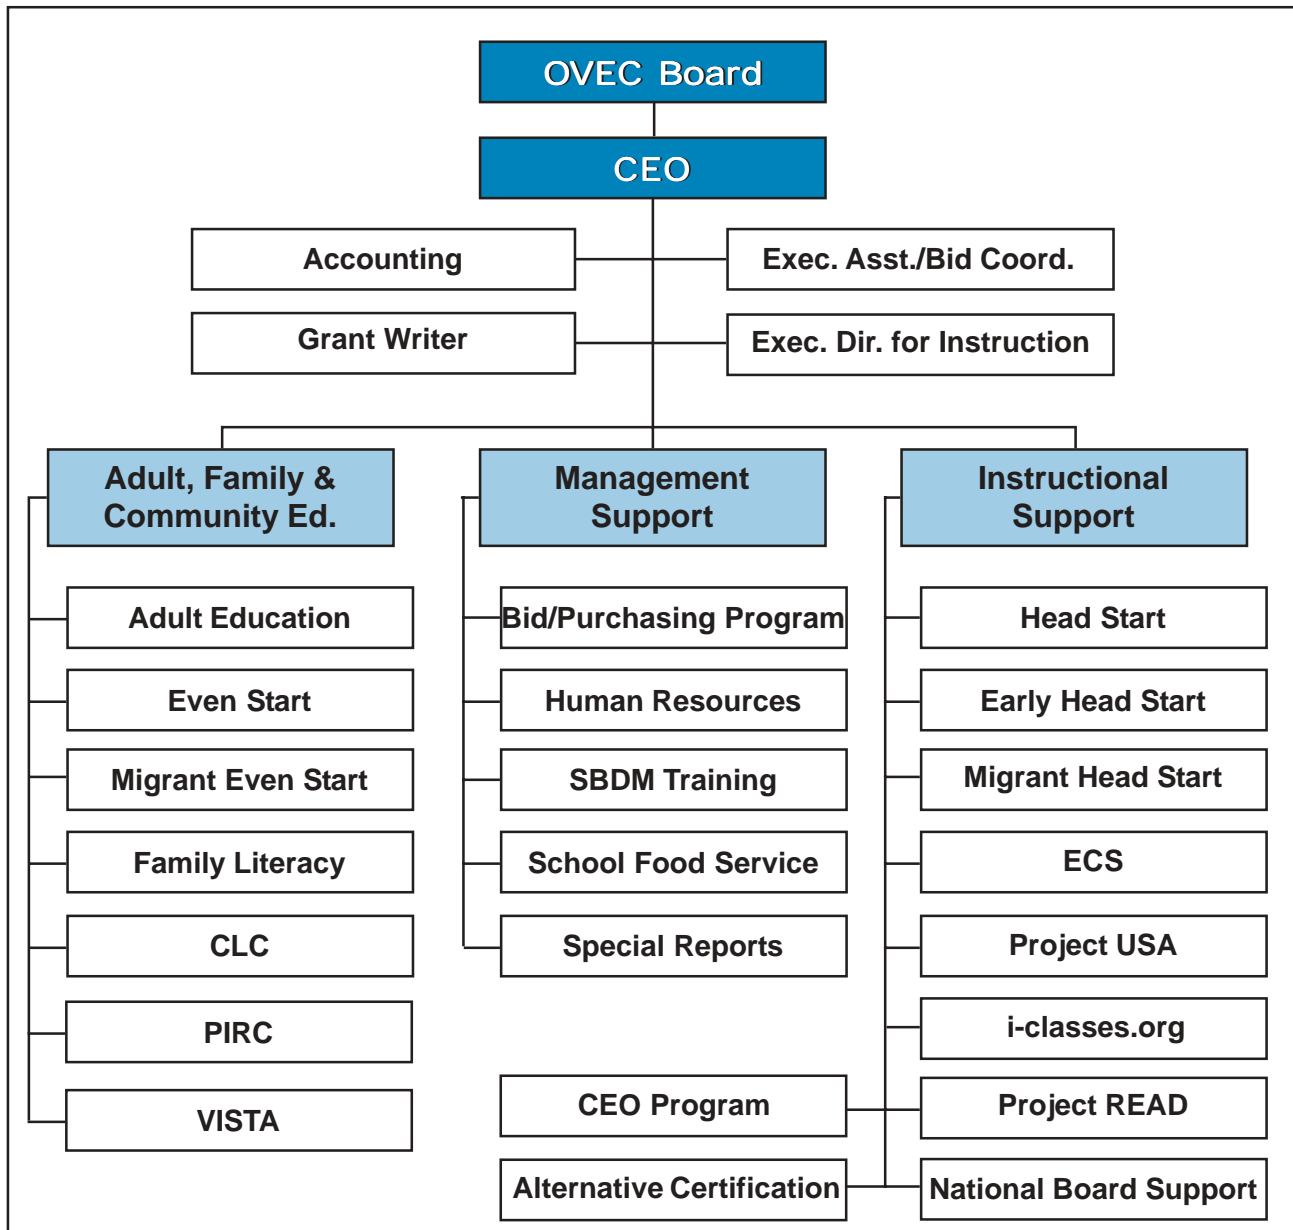 OVEC Board
CEO
Accounting
Exec. Asst./Bid Coord.
Grant Writer
Exec. Dir. for Instruction
Adult, Family &
Community Ed.
Adult Education
Even Start
Migrant Even Start
Family Literacy
CLC
PIRC
VISTA
Management
Support
Bid/Purchasing Program
Human Resources
SBDM Training
School Food Service
Special Reports
Instructional
Support
Head Start
Early Head Start
Migrant Head Start
ECS
Project USA
i-classes.org
CEO Program
Project READ
Alternative Certification
National Board Support